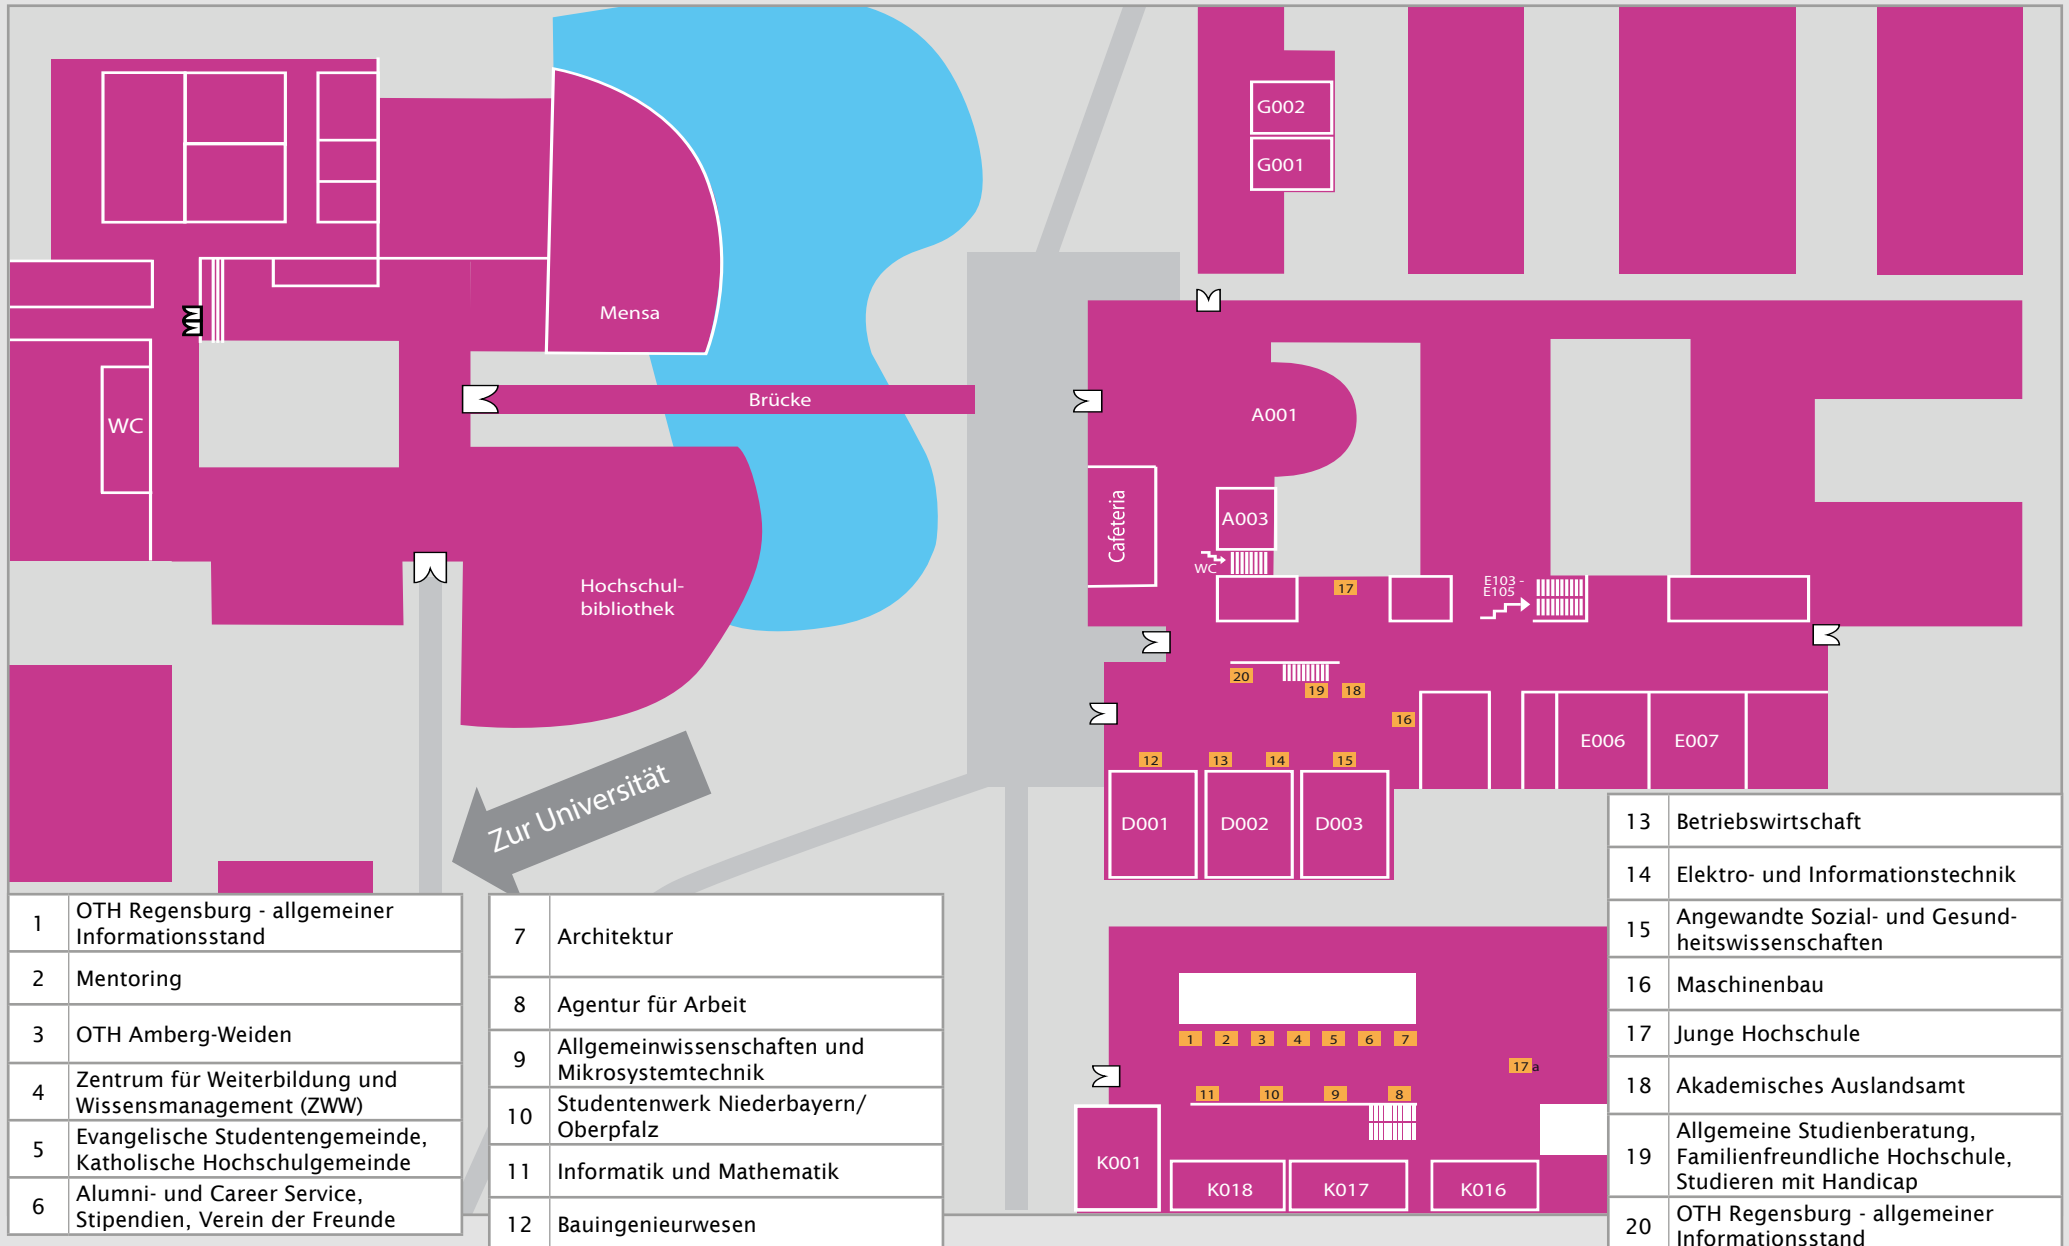 G002
G001
Mensa
Brücke
WC
A001
Cafeteria
A003
WC
17
E103 -
E105
Hochschul-
bibliothek
20
19
18
16
E006
E007
12
13
14
15
D001
D002
D003
Zur Universität
1
2
3
4
5
6
7
17a
11
10
9
8
K001
K018
K017
K016
1 OTH Regensburg - allgemeiner
Informationsstand
2 Mentoring
3 OTH Amberg-Weiden
4 Zentrum für Weiterbildung und
Wissensmanagement (ZWW)
5 Evangelische Studentengemeinde,
Katholische Hochschulgemeinde
6 Alumni- und Career Service,
Stipendien, Verein der Freunde
7 Architektur
8 Agentur für Arbeit
9 Allgemeinwissenschaften und
Mikrosystemtechnik
10 Studentenwerk Niederbayern/
Oberpfalz
11 Informatik und Mathematik
12 Bauingenieurwesen
13 Betriebswirtschaft
14 Elektro- und Informationstechnik
15 Angewandte Sozial- und Gesund-
heitswissenschaften
16 Maschinenbau
17 Junge Hochschule
18 Akademisches Auslandsamt
19 Allgemeine Studienberatung,
Familienfreundliche Hochschule,
Studieren mit Handicap
20 OTH Regensburg - allgemeiner
Informationsstand